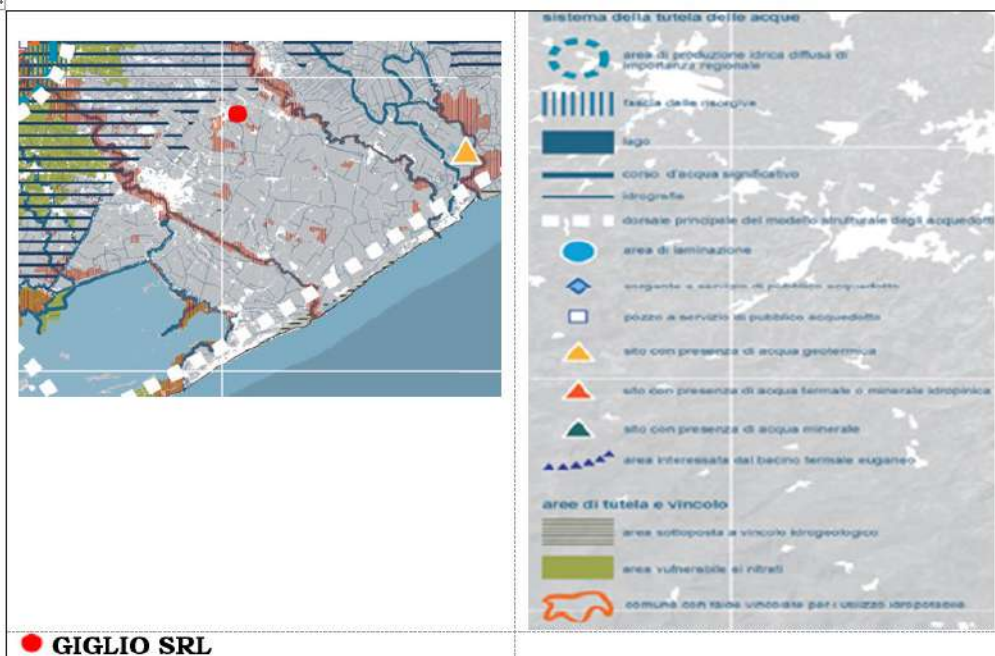 sistema della tutela delle acque
area di produzione idrica diffusa di
importanza regionale
fascia delle risorgive
lago
corso d'acqua significativo
idrografia
dorsale principale del modello strutturale degli acquedotti
area di laminazione
sorgente a servizio di pubblico acquedotto
pozzo a servizio di pubblico acquedotto
sito con presenza di acqua geotermica
sito con presenza di acqua termale o minerale idropinica
sito con presenza di acqua minerale
area interessata dal bacino termale euganeo
aree di tutela e vincolo
area sottoposta a vincolo idrogeologico
area vulnerabile ai nitrati
comune con falde vincolate per l'utilizzo idropotabile
GIGLIO SRL